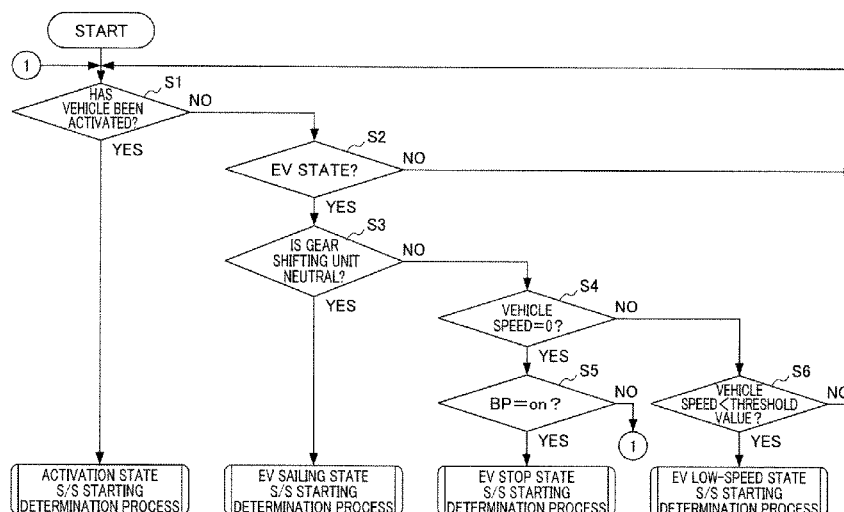 START
1
S1
HAS
VEHICLE BEEN
ACTIVATED?
NO
YES
S2
EV STATE?
NO
YES
S3
IS GEAR
SHIFTING UNIT
NEUTRAL?
NO
YES
S4
VEHICLE
SPEED=0?
NO
YES
S5
BP=on?
NO
YES
1
S6
VEHICLE
SPEED<THRESHOLD
VALUE?
NO
YES
ACTIVATION STATE
S/S STARTING
DETERMINATION PROCESS
EV SAILING STATE
S/S STARTING
DETERMINATION PROCESS
EV STOP STATE
S/S STARTING
DETERMINATION PROCESS
EV LOW-SPEED STATE
S/S STARTING
DETERMINATION PROCESS